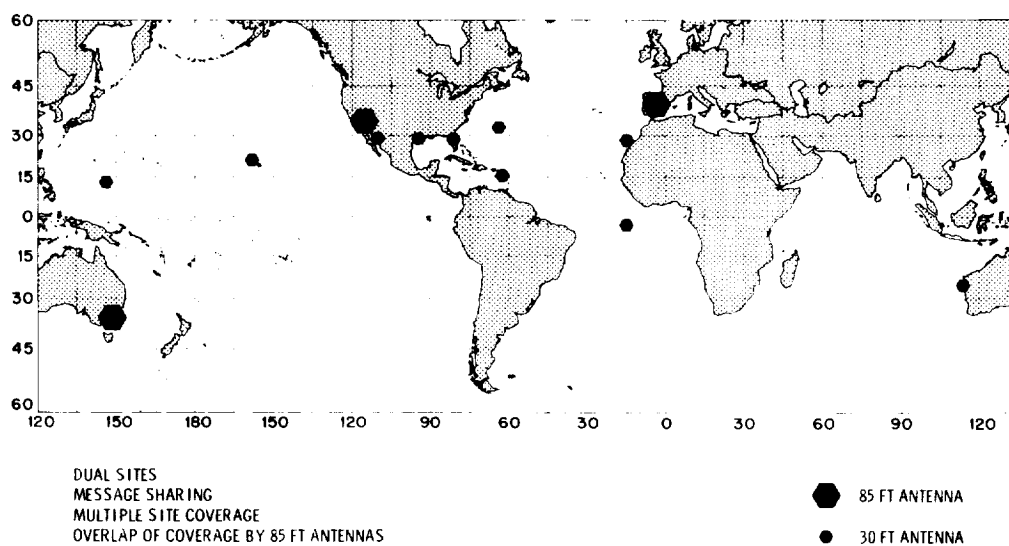 60
45
30
15
0
15
30
45
60
120 150 180 150 120 90 60 30 0 30 60 90 120
DUAL SITES
MESSAGE SHARING
MULTIPLE SITE COVERAGE
OVERLAP OF COVERAGE BY 85 FT ANTENNAS
85 FT ANTENNA
30 FT ANTENNA